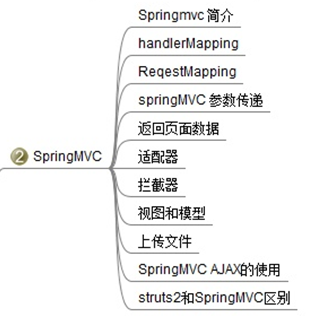 Springmvc 简介
handlerMapping
ReqestMapping
springMVC 参数传递
返回页面数据
2 SpringMVC
适配器
拦截器
视图和模型
上传文件
SpringMVC AJAX的使用
struts2和SpringMVC区别